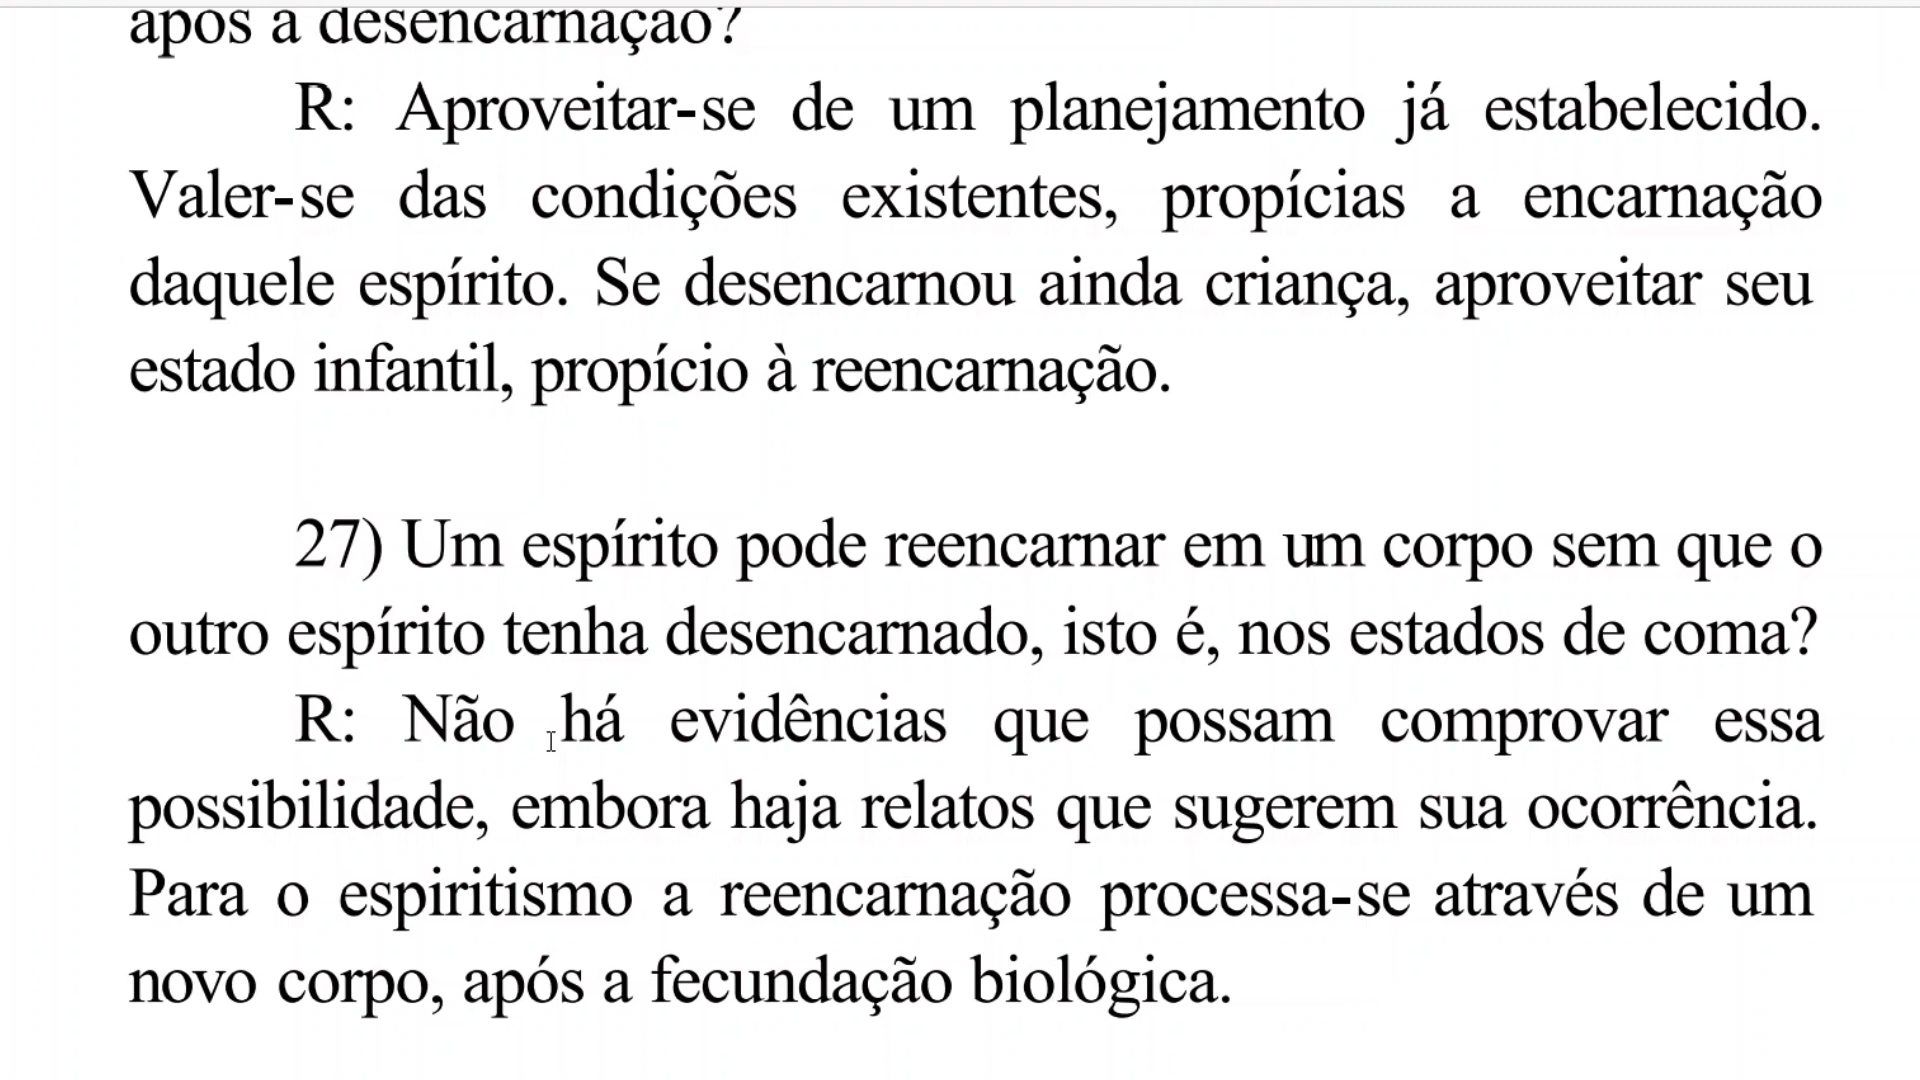 após a desencarnação?
R: Aproveitar-se de um planejamento já estabelecido.
Valer-se das condições existentes, propícias a encarnação
daquele espírito. Se desencarnou ainda criança, aproveitar seu
estado infantil, propício à reencarnação.
27) Um espírito pode reencarnar em um corpo sem que o
outro espírito tenha desencarnado, isto é, nos estados de coma?
R: Não há evidências que possam comprovar essa
possibilidade, embora haja relatos que sugerem sua ocorrência.
Para o espiritismo a reencarnação processa-se através de um
novo corpo, após a fecundação biológica.